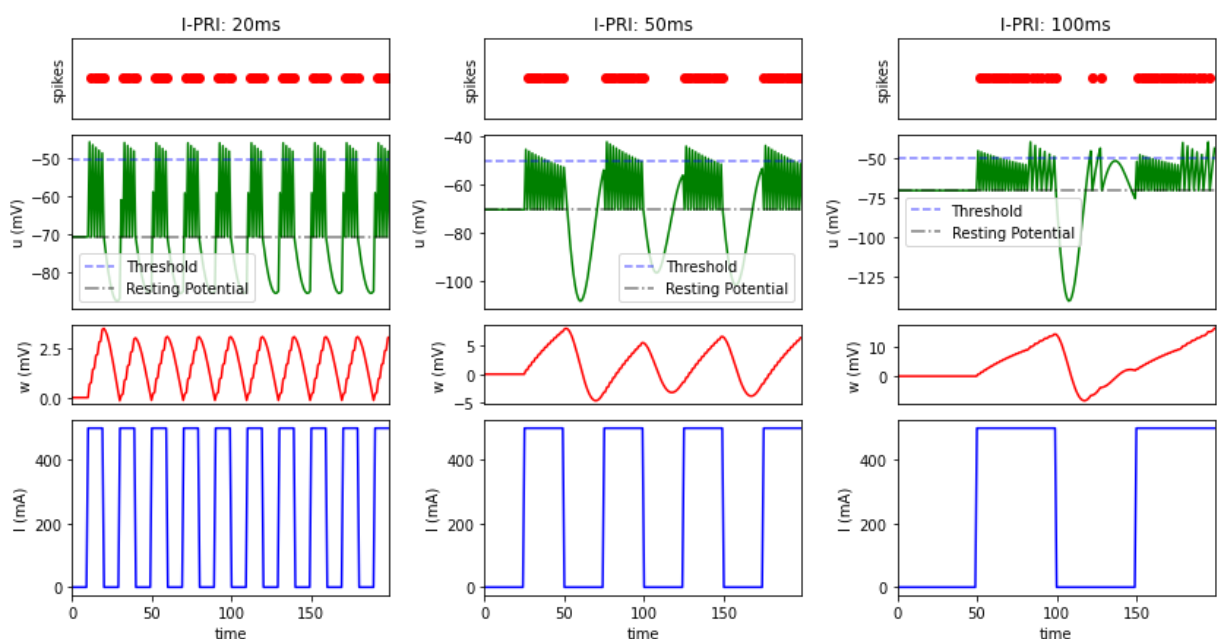 I-PRI: 20ms
I-PRI: 50ms
I-PRI: 100ms
spikes
spikes
spikes
−50
−60
−70
−80
u (mV)
Threshold
Resting Potential
−40
−60
−80
−100
u (mV)
Threshold
Resting Potential
−50
−75
−100
−125
u (mV)
Threshold
Resting Potential
2.5
0.0
w (mV)
5
0
−5
w (mV)
10
0
w (mV)
400
200
0
I (mA)
0 50 100 150
time
400
200
0
I (mA)
0 50 100 150
time
400
200
0
I (mA)
0 50 100 150
time